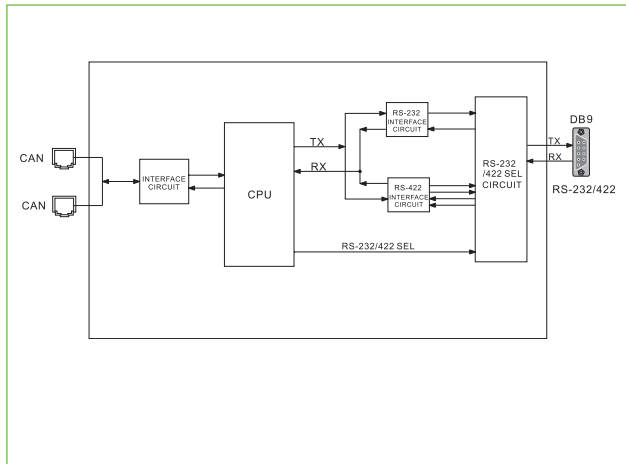 CAN
CAN
INTERFACE
CIRCUIT
CPU
TX
RX
RS-232
INTERFACE
CIRCUIT
RS-422
INTERFACE
CIRCUIT
RS-232/422 SEL
RS-232
/422 SEL
CIRCUIT
TX
RX
DB9
RS-232/422